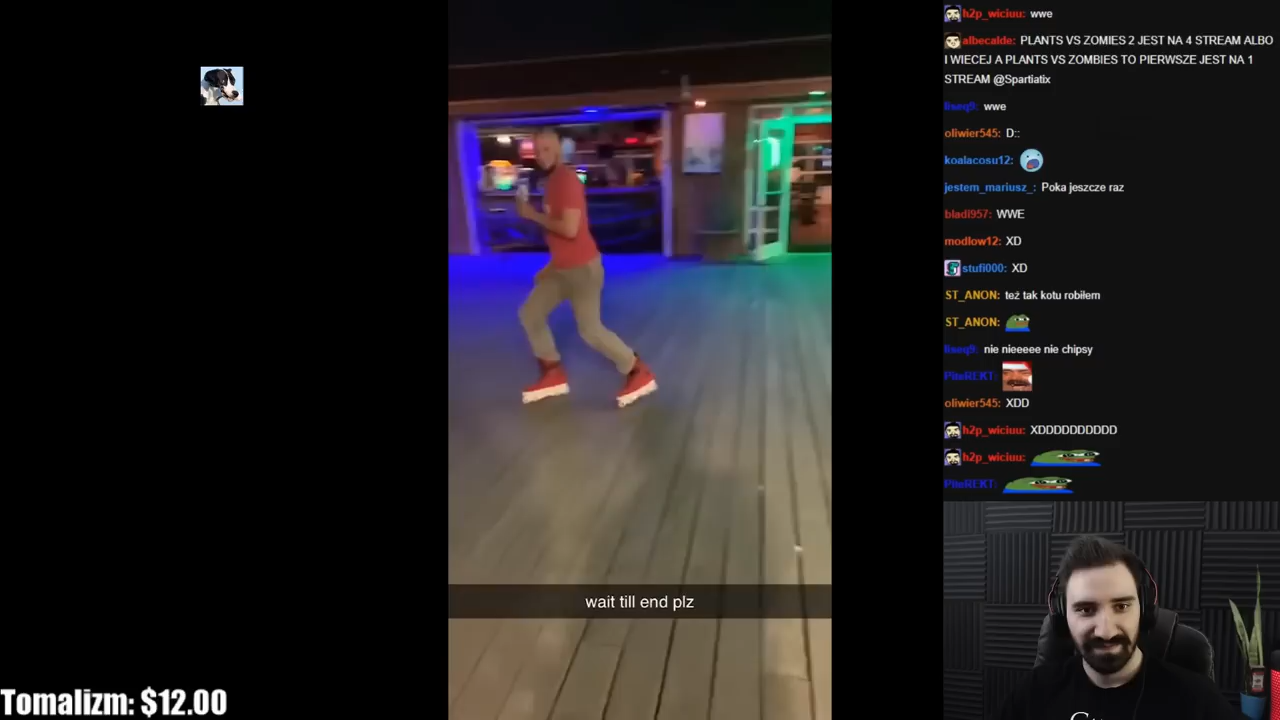 h2p_wiciuu: wwe
albecalde: PLANTS VS ZOMIES 2 JEST NA 4 STREAM ALBO
I WIECEJ A PLANTS VS ZOMBIES TO PIERWSZE JEST NA 1
STREAM @Spartiatix
liseq9: wwe
oliwier545: D::
koalacosu12:
jestem_mariusz_: Poka jeszcze raz
bladi957: WWE
modlow12: XD
stufi000: XD
ST_ANON: też tak kotu robiłem
ST_ANON:
liseq9: nie nieeeee nie chipsy
PiteREKT:
oliwier545: XDD
h2p_wiciuu: XDDDDDDDDDD
h2p_wiciuu:
PiteREKT:
wait till end plz
Tomalizm: $12.00